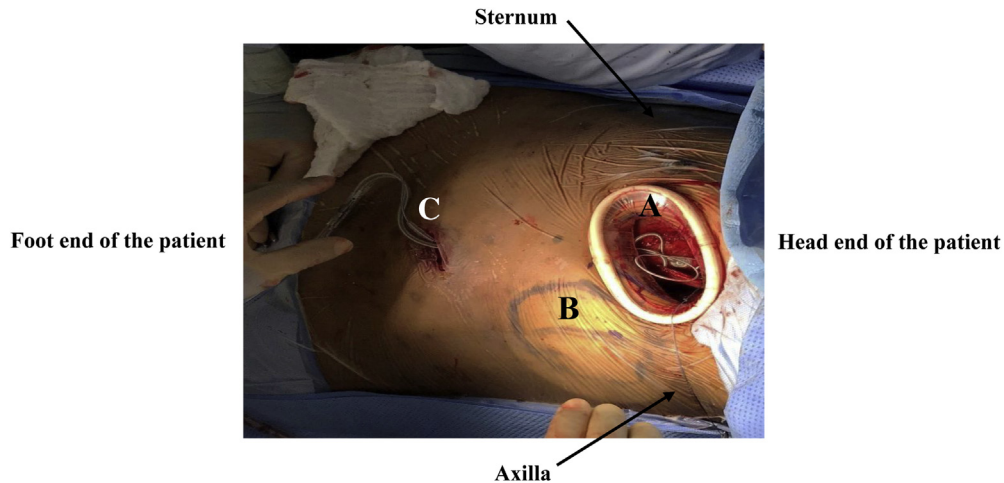 Sternum
A
C
Foot end of the patient
Head end of the patient
B
Axilla